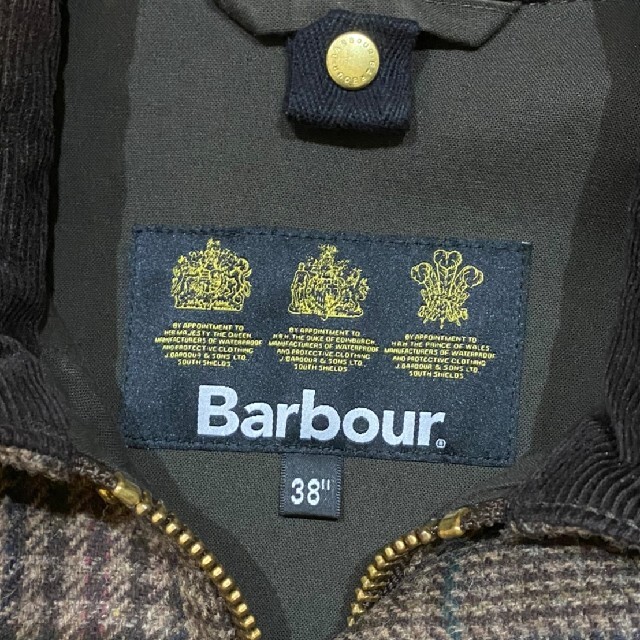 BY APPOINTMENT TO
HER MAJESTY THE QUEEN
MANUFACTURERS OF WATERPROOF
AND PROTECTIVE CLOTHING
J.BARBOUR & SONS LTD.
SOUTH SHIELDS
BY APPOINTMENT TO
H.R.H. THE DUKE OF EDINBURGH
MANUFACTURERS OF WATERPROOF
AND PROTECTIVE CLOTHING
J.BARBOUR & SONS LTD.
SOUTH SHIELDS
BY APPOINTMENT TO
H.R.H. THE PRINCE OF WALES
MANUFACTURERS OF WATERPROOF
AND PROTECTIVE CLOTHING
J.BARBOUR & SONS LTD.
SOUTH SHIELDS
Barbour®
38"